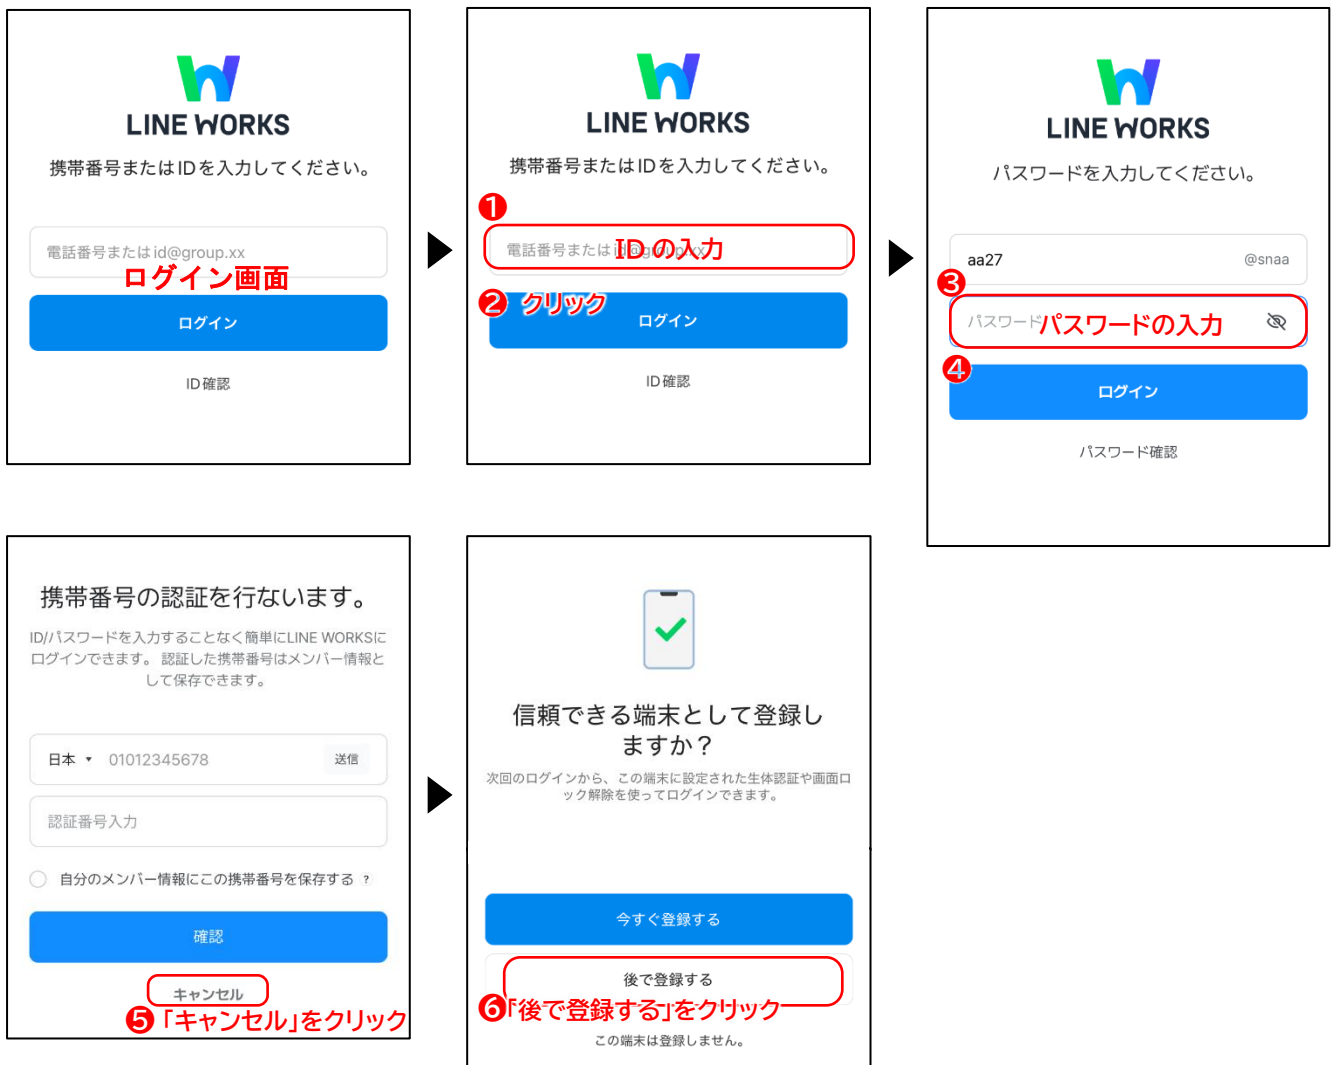 LINE WORKS
携帯番号またはIDを入力してください。
電話番号またはid@group.xx
ログイン画面
ログイン
ID確認
LINE WORKS
携帯番号またはIDを入力してください。
❶
電話番号またはid@group.xx
IDの入力
❷ クリック
ログイン
ID確認
LINE WORKS
パスワードを入力してください。
aa27 @snaa
❸
パスワード
パスワードの入力
❹
ログイン
パスワード確認
携帯番号の認証を行ないます。
ID/パスワードを入力することなく簡単にLINE WORKSに
ログインできます。 認証した携帯番号はメンバー情報と
して保存できます。
日本 ▼ 01012345678 送信
認証番号入力
自分のメンバー情報にこの携帯番号を保存する ?
確認
キャンセル
❺「キャンセル」をクリック
信頼できる端末として登録し
ますか？
次回のログインから、この端末に設定された生体認証や画面ロ
ック解除を使ってログインできます。
今すぐ登録する
後で登録する
❻「後で登録する」をクリック
この端末は登録しません。